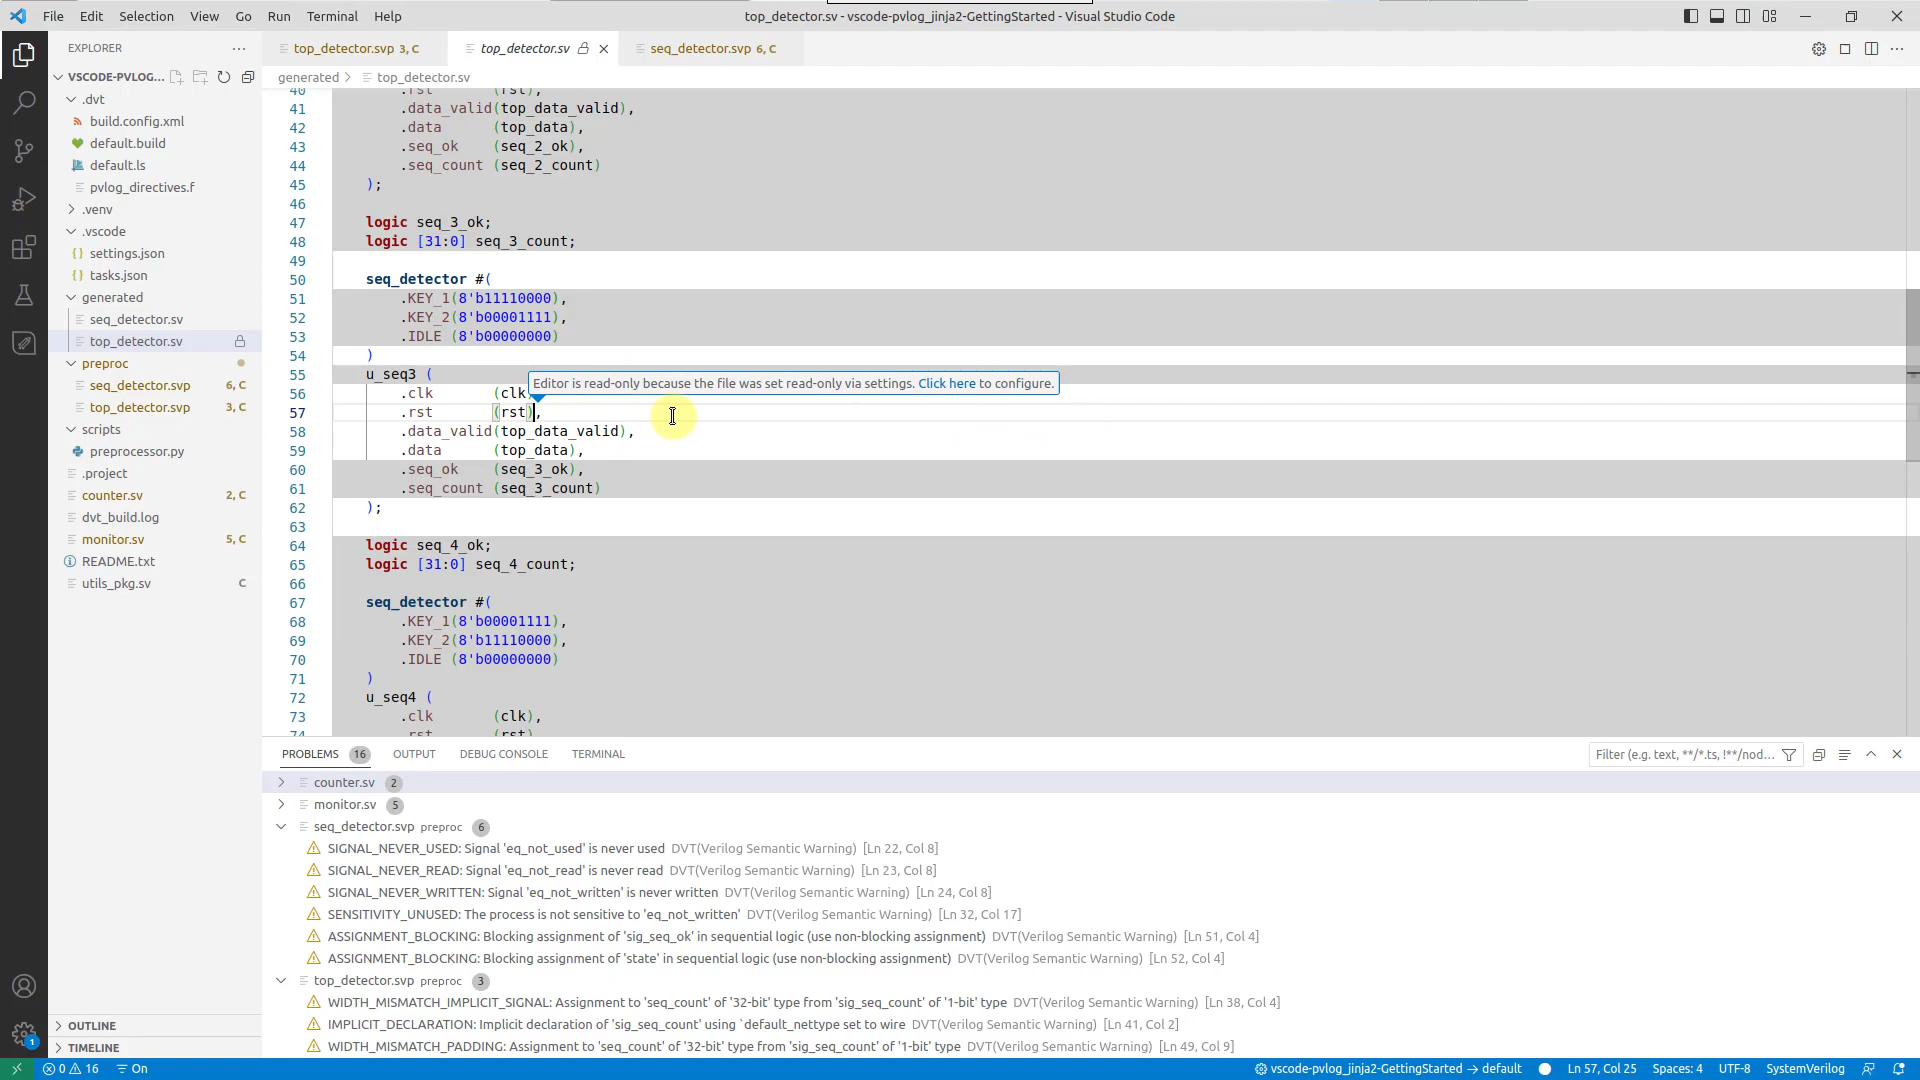 File Edit Selection View Go Run Terminal Help
top_detector.sv - vscode-pvlog_jinja2-GettingStarted - Visual Studio Code
EXPLORER
VSCODE-PVLOG...
.dvt
build.config.xml
default.build
default.ls
pvlog_directives.f
.venv
.vscode
settings.json
tasks.json
generated
seq_detector.sv
top_detector.sv
preproc
seq_detector.svp 6, C
top_detector.svp 3, C
scripts
preprocessor.py
.project
counter.sv 2, C
dvt_build.log
monitor.sv 5, C
README.txt
utils_pkg.sv C
OUTLINE
TIMELINE
top_detector.svp 3, C
top_detector.sv
seq_detector.svp 6, C
generated > top_detector.sv
40 .rst (rst),
41 .data_valid(top_data_valid),
42 .data (top_data),
43 .seq_ok (seq_2_ok),
44 .seq_count (seq_2_count)
45 );
46
47 logic seq_3_ok;
48 logic [31:0] seq_3_count;
49
50 seq_detector #(
51 .KEY_1(8'b11110000),
52 .KEY_2(8'b00001111),
53 .IDLE (8'b00000000)
54 )
55 u_seq3 (
Editor is read-only because the file was set read-only via settings. Click here to configure.
56 .clk (clk
57 .rst (rst),
58 .data_valid(top_data_valid),
59 .data (top_data),
60 .seq_ok (seq_3_ok),
61 .seq_count (seq_3_count)
62 );
63
64 logic seq_4_ok;
65 logic [31:0] seq_4_count;
66
67 seq_detector #(
68 .KEY_1(8'b00001111),
69 .KEY_2(8'b11110000),
70 .IDLE (8'b00000000)
71 )
72 u_seq4 (
73 .clk (clk),
74 .rst (rst)
PROBLEMS 16 OUTPUT DEBUG CONSOLE TERMINAL
Filter (e.g. text, **/*.ts, !**/nod...
counter.sv 2
monitor.sv 5
seq_detector.svp preproc 6
SIGNAL_NEVER_USED: Signal 'eq_not_used' is never used DVT(Verilog Semantic Warning) [Ln 22, Col 8]
SIGNAL_NEVER_READ: Signal 'eq_not_read' is never read DVT(Verilog Semantic Warning) [Ln 23, Col 8]
SIGNAL_NEVER_WRITTEN: Signal 'eq_not_written' is never written DVT(Verilog Semantic Warning) [Ln 24, Col 8]
SENSITIVITY_UNUSED: The process is not sensitive to 'eq_not_written' DVT(Verilog Semantic Warning) [Ln 32, Col 17]
ASSIGNMENT_BLOCKING: Blocking assignment of 'sig_seq_ok' in sequential logic (use non-blocking assignment) DVT(Verilog Semantic Warning) [Ln 51, Col 4]
ASSIGNMENT_BLOCKING: Blocking assignment of 'state' in sequential logic (use non-blocking assignment) DVT(Verilog Semantic Warning) [Ln 52, Col 4]
top_detector.svp preproc 3
WIDTH_MISMATCH_IMPLICIT_SIGNAL: Assignment to 'seq_count' of '32-bit' type from 'sig_seq_count' of '1-bit' type DVT(Verilog Semantic Warning) [Ln 38, Col 4]
IMPLICIT_DECLARATION: Implicit declaration of 'sig_seq_count' using `default_nettype set to wire DVT(Verilog Semantic Warning) [Ln 41, Col 2]
WIDTH_MISMATCH_PADDING: Assignment to 'seq_count' of '32-bit' type from 'sig_seq_count' of '1-bit' type DVT(Verilog Semantic Warning) [Ln 49, Col 9]
1
0 16 On
vscode-pvlog_jinja2-GettingStarted → default Ln 57, Col 25 Spaces: 4 UTF-8 SystemVerilog